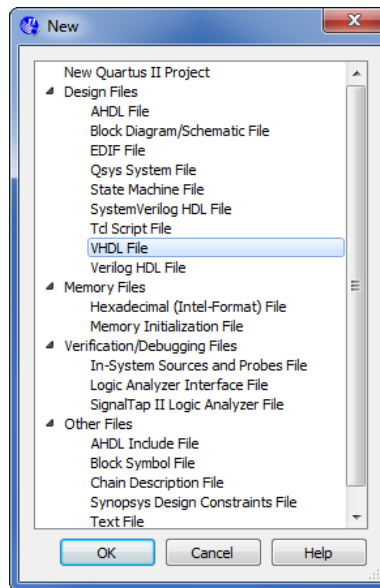 New
New Quartus II Project
Design Files
AHDL File
Block Diagram/Schematic File
EDIF File
Qsys System File
State Machine File
SystemVerilog HDL File
Tcl Script File
VHDL File
Verilog HDL File
Memory Files
Hexadecimal (Intel-Format) File
Memory Initialization File
Verification/Debugging Files
In-System Sources and Probes File
Logic Analyzer Interface File
SignalTap II Logic Analyzer File
Other Files
AHDL Include File
Block Symbol File
Chain Description File
Synopsys Design Constraints File
Text File
OK Cancel Help